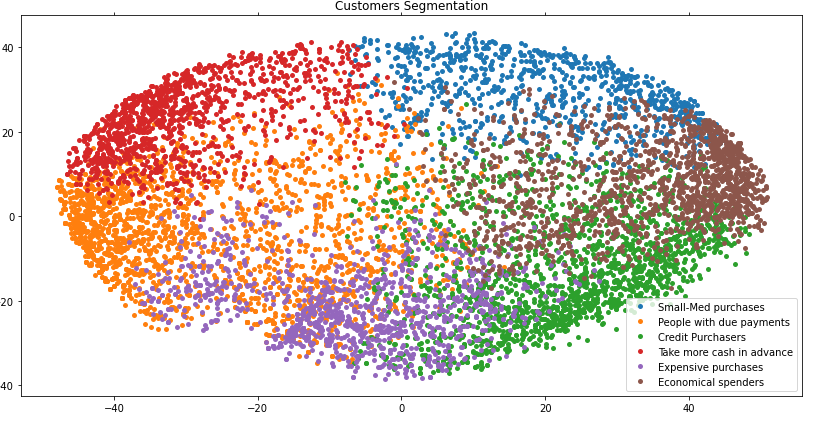 Customers Segmentation
40
20
0
−20
−40
−40
−20
0
20
40
Small-Med purchases
People with due payments
Credit Purchasers
Take more cash in advance
Expensive purchases
Economical spenders